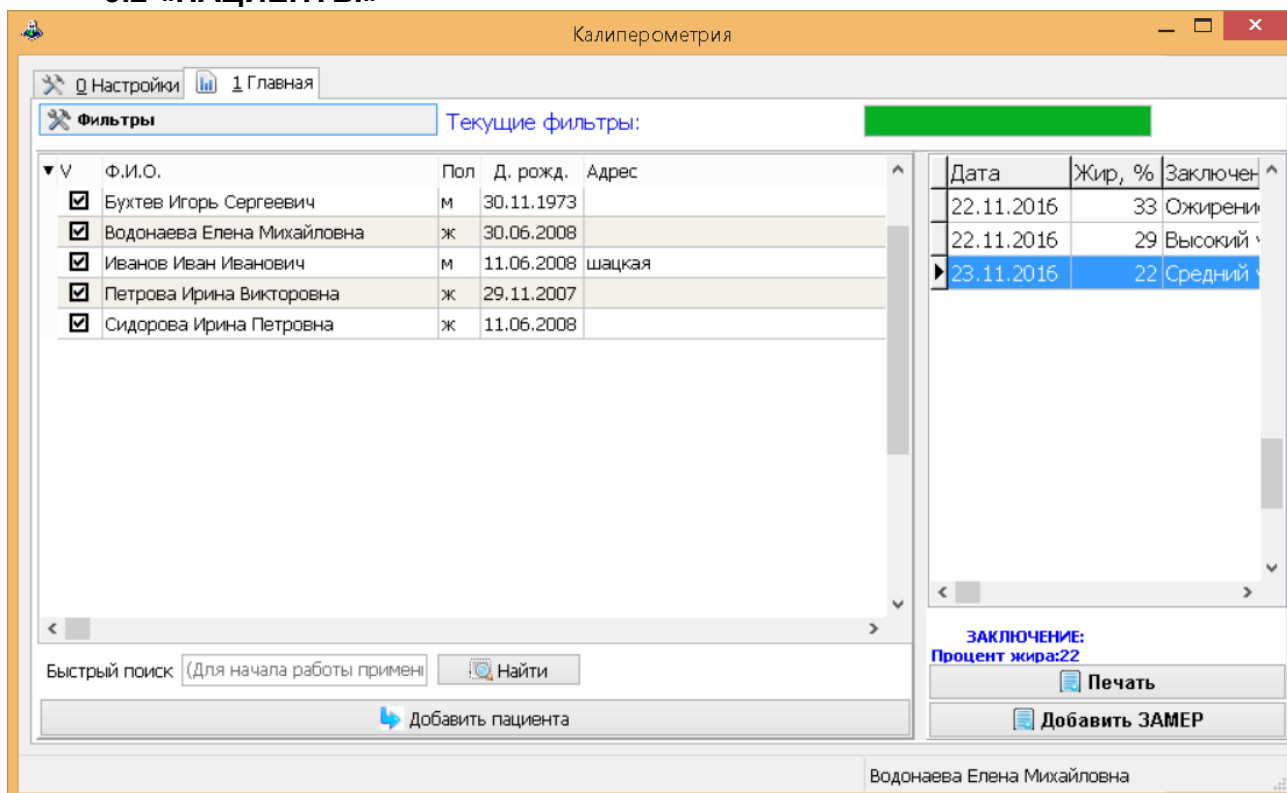 Калиперометрия
0 Настройки 1 Главная
Фильтры Текущие фильтры:
V Ф.И.О. Пол Д. рожд. Адрес
Бухтев Игорь Сергеевич м 30.11.1973
Водонаева Елена Михайловна ж 30.06.2008
Иванов Иван Иванович м 11.06.2008 шацкая
Петрова Ирина Викторовна ж 29.11.2007
Сидорова Ирина Петровна ж 11.06.2008
Дата Жир, % Заключен
22.11.2016 33 Ожирени
22.11.2016 29 Высокий
23.11.2016 22 Средний
ЗАКЛЮЧЕНИЕ:
Процент жира:22
Быстрый поиск (Для начала работы примени Найти
Печать
Добавить пациента
Добавить ЗАМЕР
Водонаева Елена Михайловна